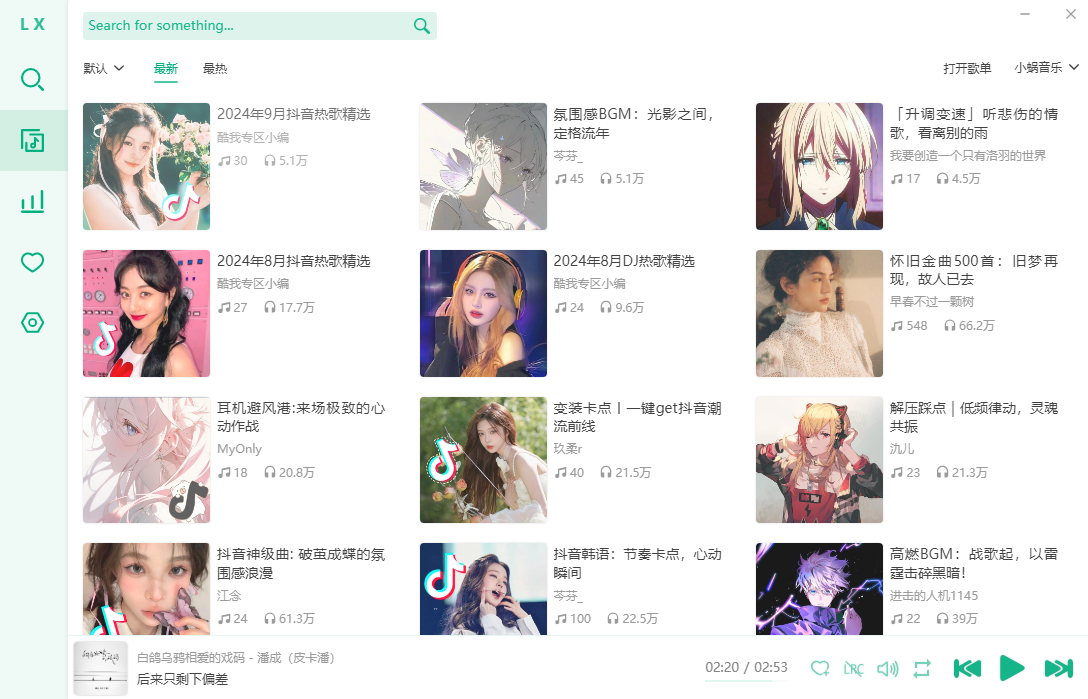 LX
Search for something...
默认
最新
最热
打开歌单
小蜗音乐
2024年9月抖音热歌精选
酷我专区小编
30
5.1万
氛围感BGM：光影之间，
定格流年
芩芬_
45
5.1万
「升调变速」听悲伤的情
歌，看离别的雨
我要创造一个只有洛羽的世界
17
4.5万
2024年8月抖音热歌精选
酷我专区小编
27
17.7万
2024年8月DJ热歌精选
酷我专区小编
24
9.6万
怀旧金曲500首：旧梦再
现，故人已去
早春不过一颗树
548
66.2万
耳机避风港:来场极致的心
动作战
MyOnly
18
20.8万
变装卡点丨一键get抖音潮
流前线
玖柔r
40
21.5万
解压踩点 | 低频律动，灵魂
共振
氿儿
23
21.3万
抖音神级曲: 破茧成蝶的氛
围感浪漫
江念
24
61.3万
抖音韩语：节奏卡点，心动
瞬间
芩芬_
100
22.5万
高燃BGM：战歌起，以雷
霆击碎黑暗！
进击的人机1145
22
39万
白鸽乌鸦相爱的戏码 - 潘成（皮卡潘）
后来只剩下偏差
02:20 / 02:53
LRC